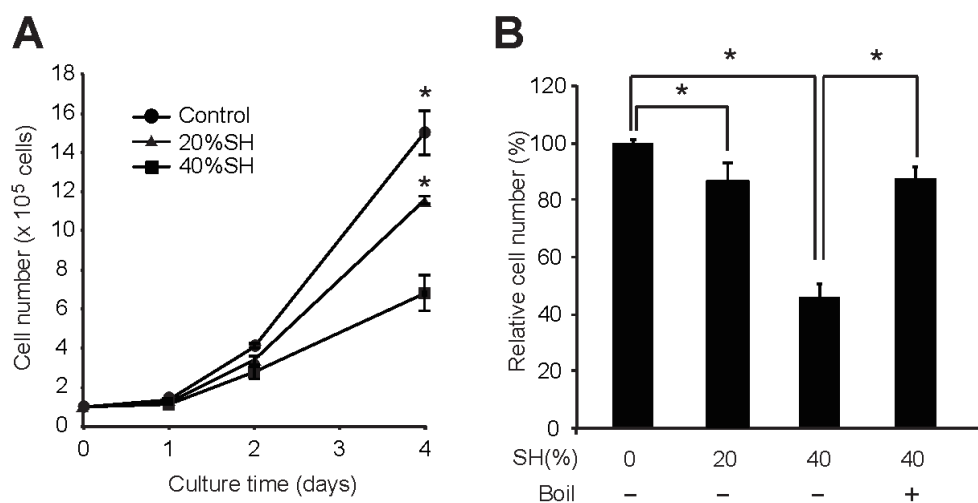 A
Cell number (x 10⁵ cells)
18
16
14
12
10
8
6
4
2
0
Control
20%SH
40%SH
*
*
0
1
2
3
4
Culture time (days)
B
Relative cell number (%)
120
100
80
60
40
20
0
*
*
*
SH(%) 0 20 40 40
Boil – – – +